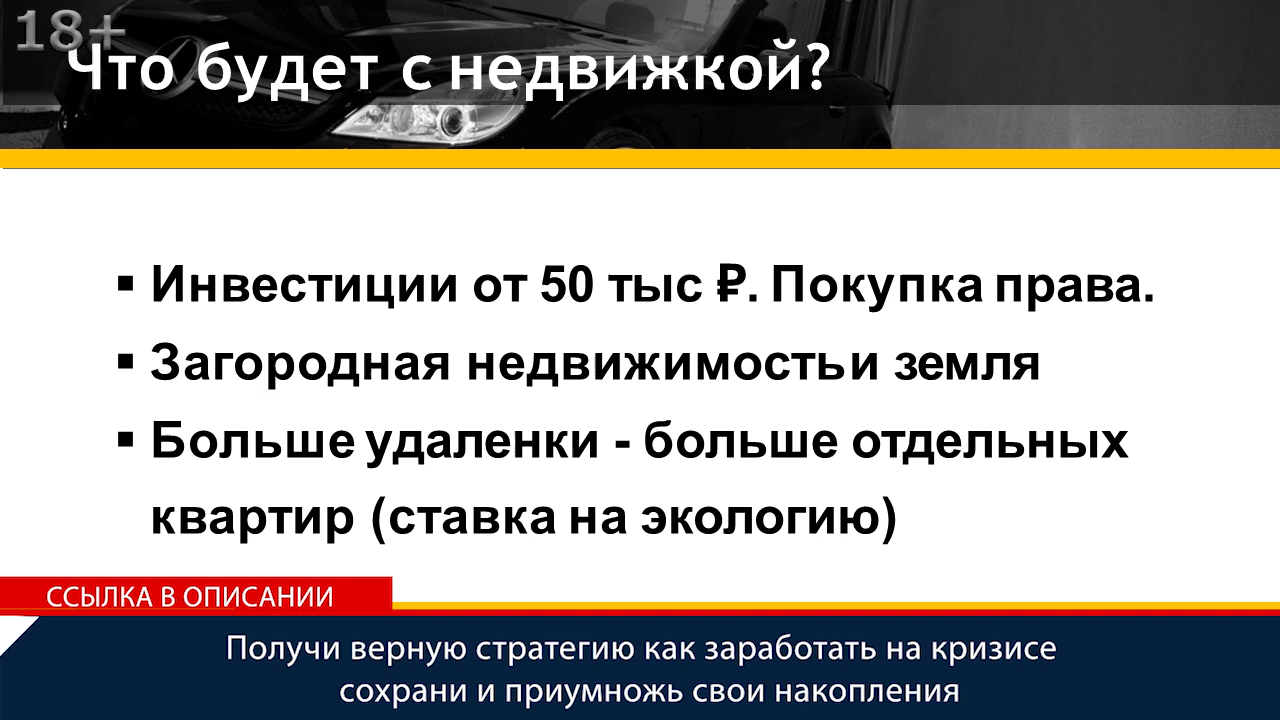 18+
Что будет с недвижкой?
▪ Инвестиции от 50 тыс ₽. Покупка права.
▪ Загородная недвижимость и земля
▪ Больше удаленки - больше отдельных
квартир (ставка на экологию)
ССЫЛКА В ОПИСАНИИ
Получи верную стратегию как заработать на кризисе
сохрани и приумножь свои накопления